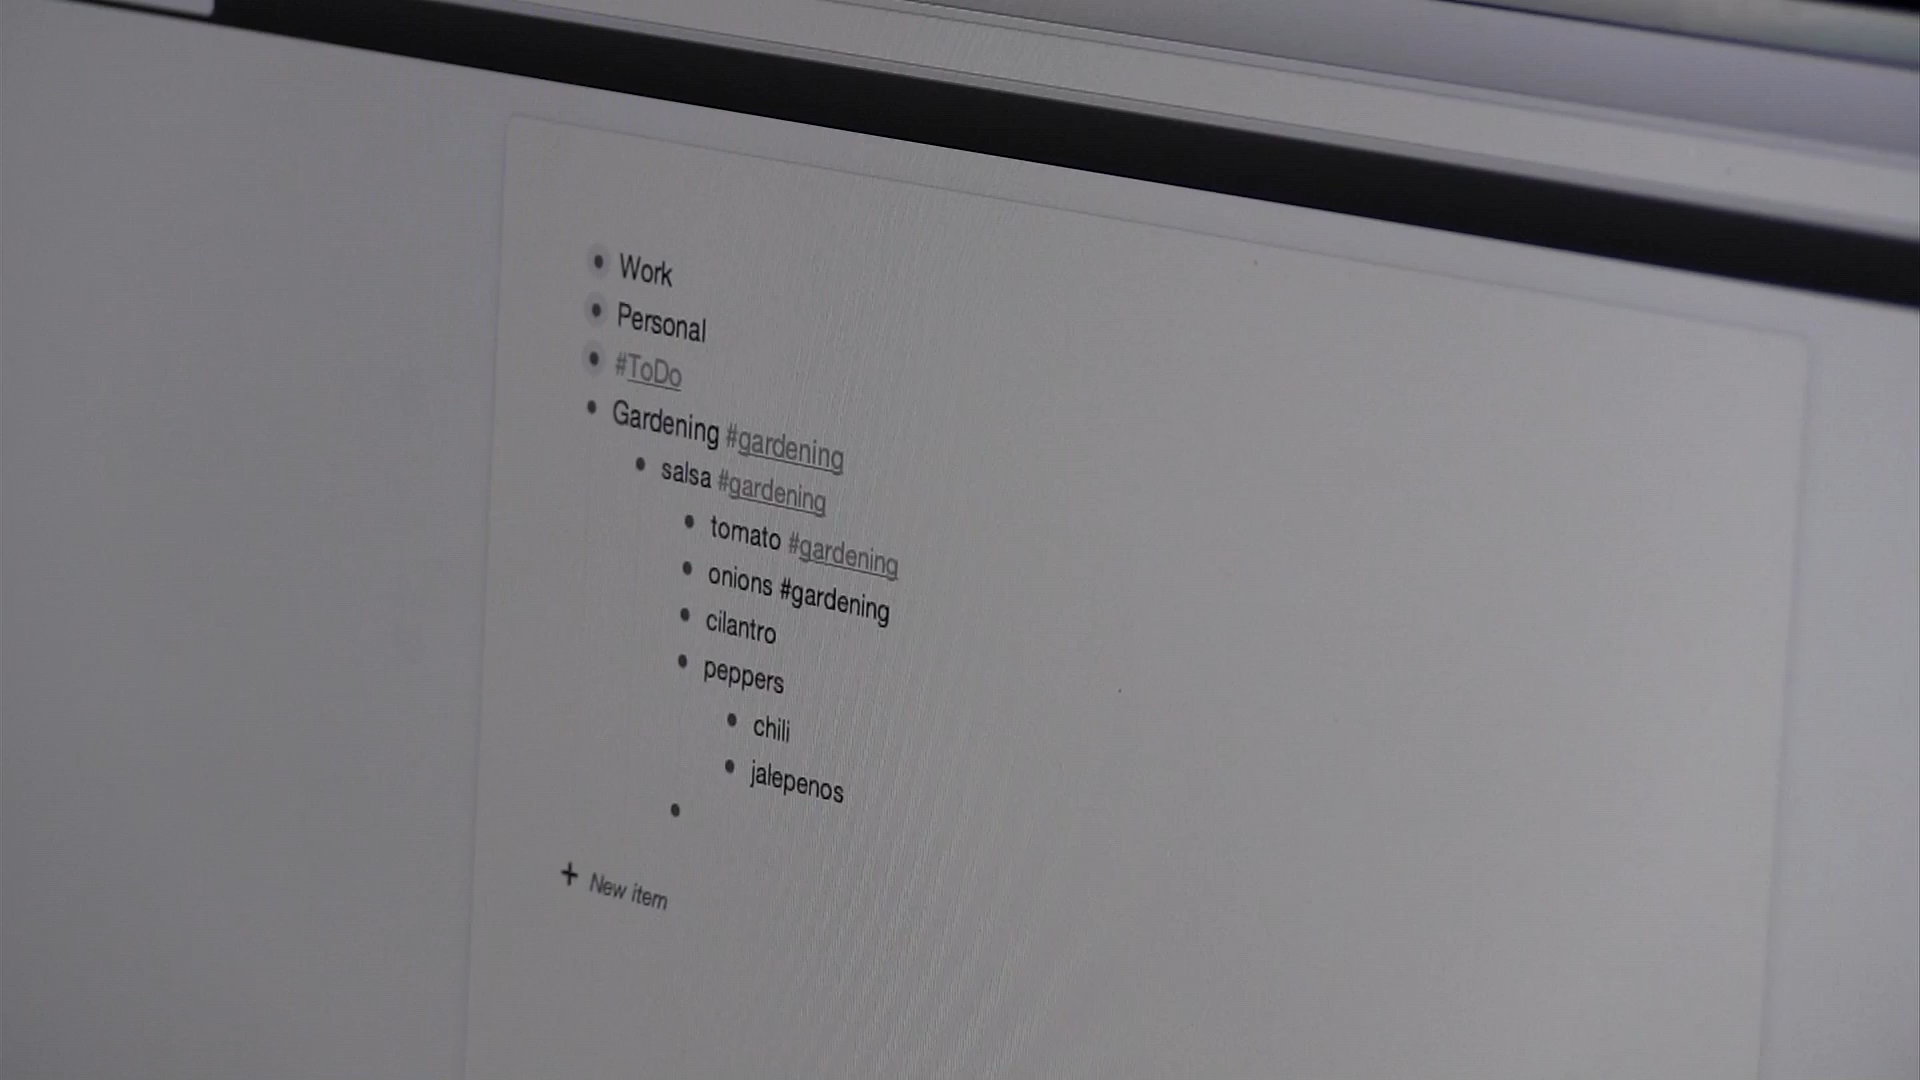 Work
Personal
#ToDo
Gardening #gardening
salsa #gardening
tomato #gardening
onions #gardening
cilantro
peppers
chili
jalepenos
+ New item